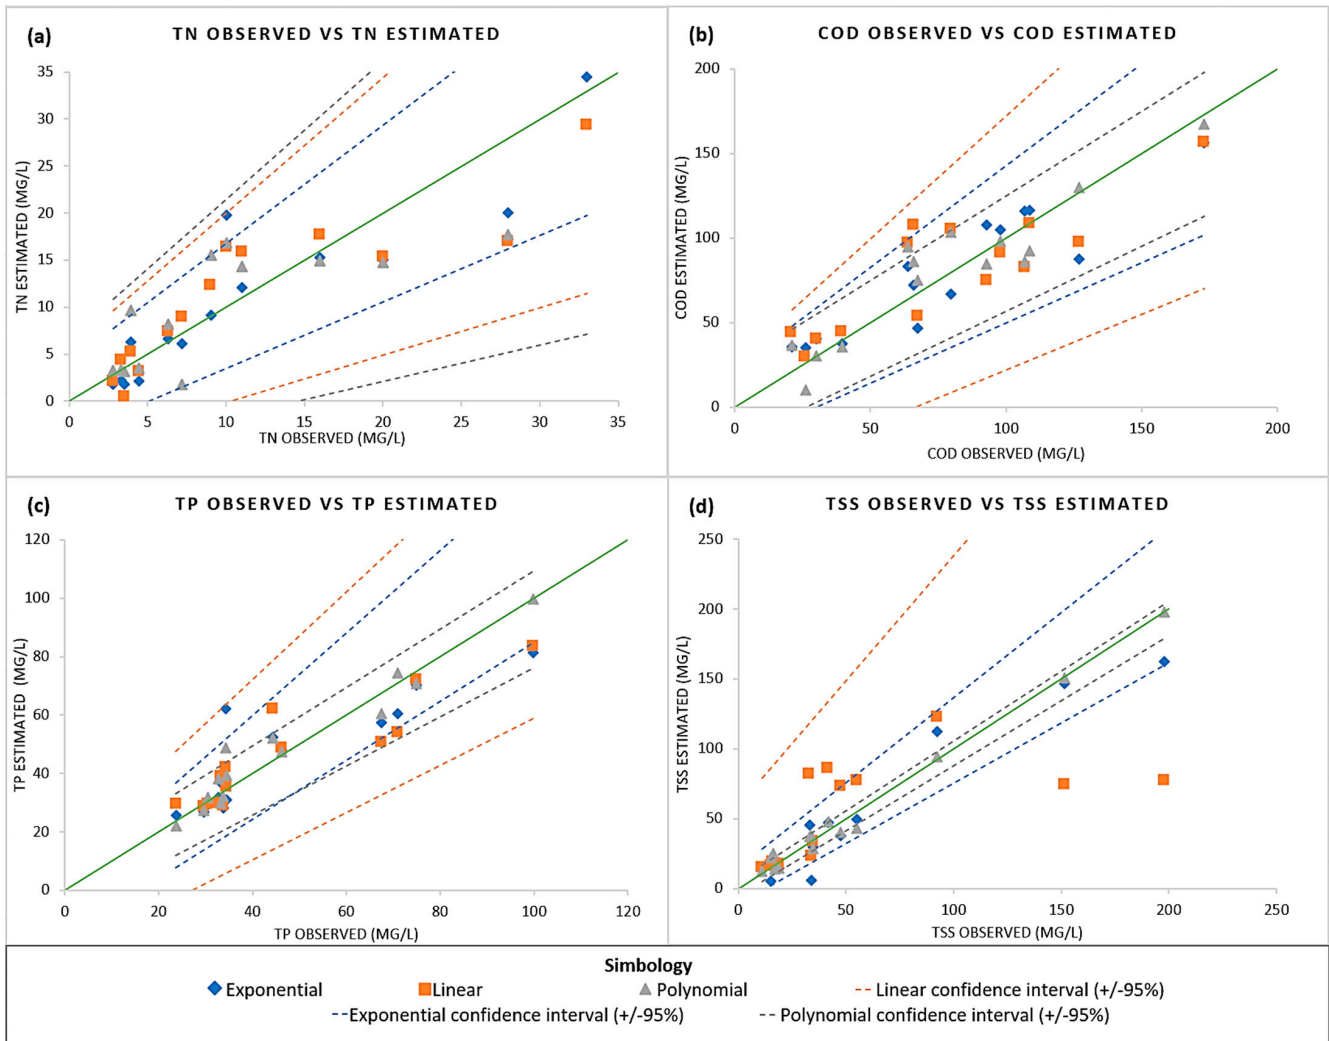 (a) TN OBSERVED VS TN ESTIMATED
35
30
25
20
15
10
5
0
TN ESTIMATED (MG/L)
0 5 10 15 20 25 30 35
TN OBSERVED (MG/L)
(b) COD OBSERVED VS COD ESTIMATED
200
150
100
50
0
COD ESTIMATED (MG/L)
0 50 100 150 200
COD OBSERVED (MG/L)
(c) TP OBSERVED VS TP ESTIMATED
120
100
80
60
40
20
0
TP ESTIMATED (MG/L)
0 20 40 60 80 100 120
TP OBSERVED (MG/L)
(d) TSS OBSERVED VS TSS ESTIMATED
250
200
150
100
50
0
TSS ESTIMATED (MG/L)
0 50 100 150 200 250
TSS OBSERVED (MG/L)
Simbology
Exponential Linear Polynomial Linear confidence interval (+/-95%)
Exponential confidence interval (+/-95%) Polynomial confidence interval (+/-95%)